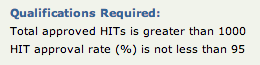 Qualifications Required:
Total approved HITs is greater than 1000
HIT approval rate (%) is not less than 95